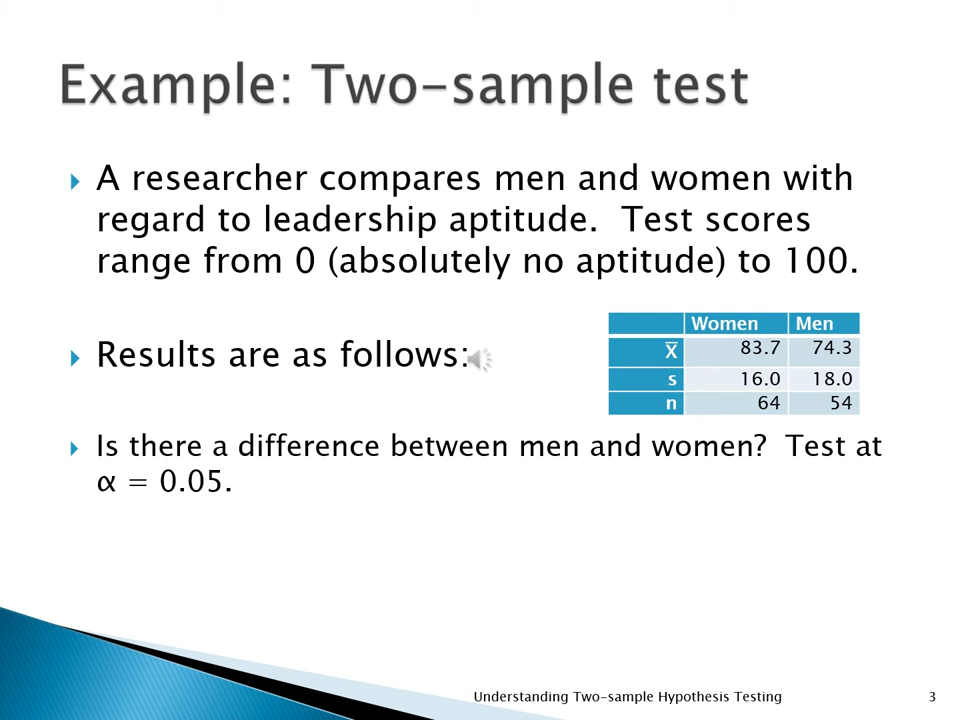 Example: Two-sample test
A researcher compares men and women with
regard to leadership aptitude.  Test scores
range from 0 (absolutely no aptitude) to 100.
Results are as follows:
Women Men
X̅ 83.7 74.3
s 16.0 18.0
n 64 54
Is there a difference between men and women?  Test at
α = 0.05.
Understanding Two-sample Hypothesis Testing 3